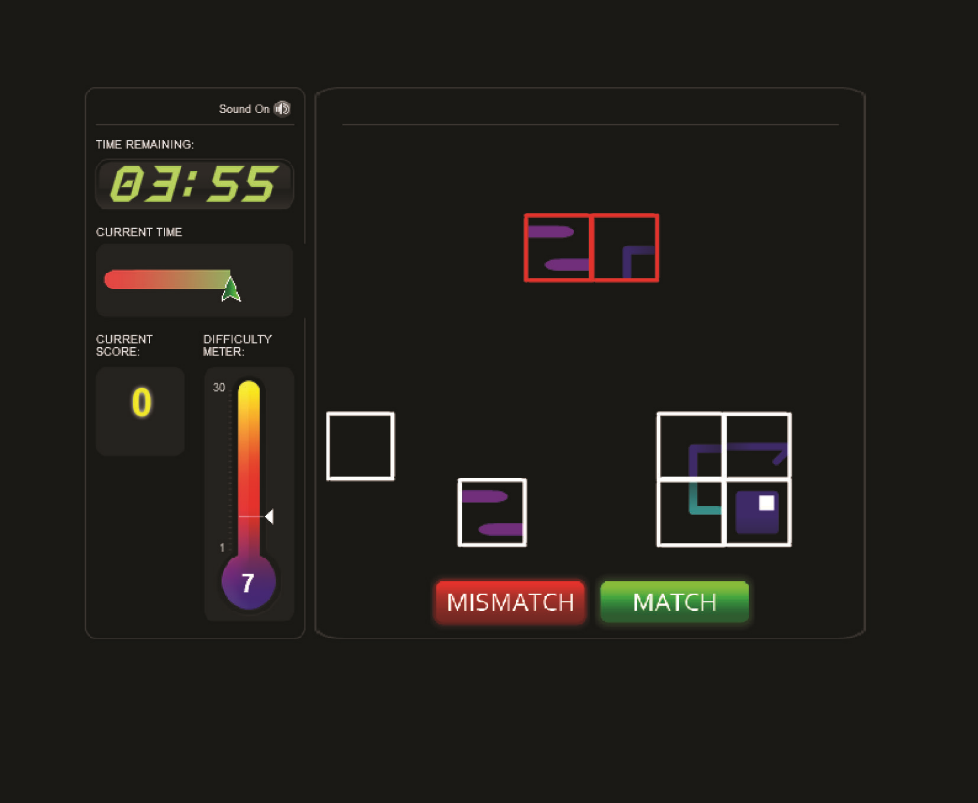 Sound On
TIME REMAINING:
03:55
CURRENT TIME
CURRENT
SCORE:
0
DIFFICULTY
METER:
30
1
7
MISMATCH
MATCH